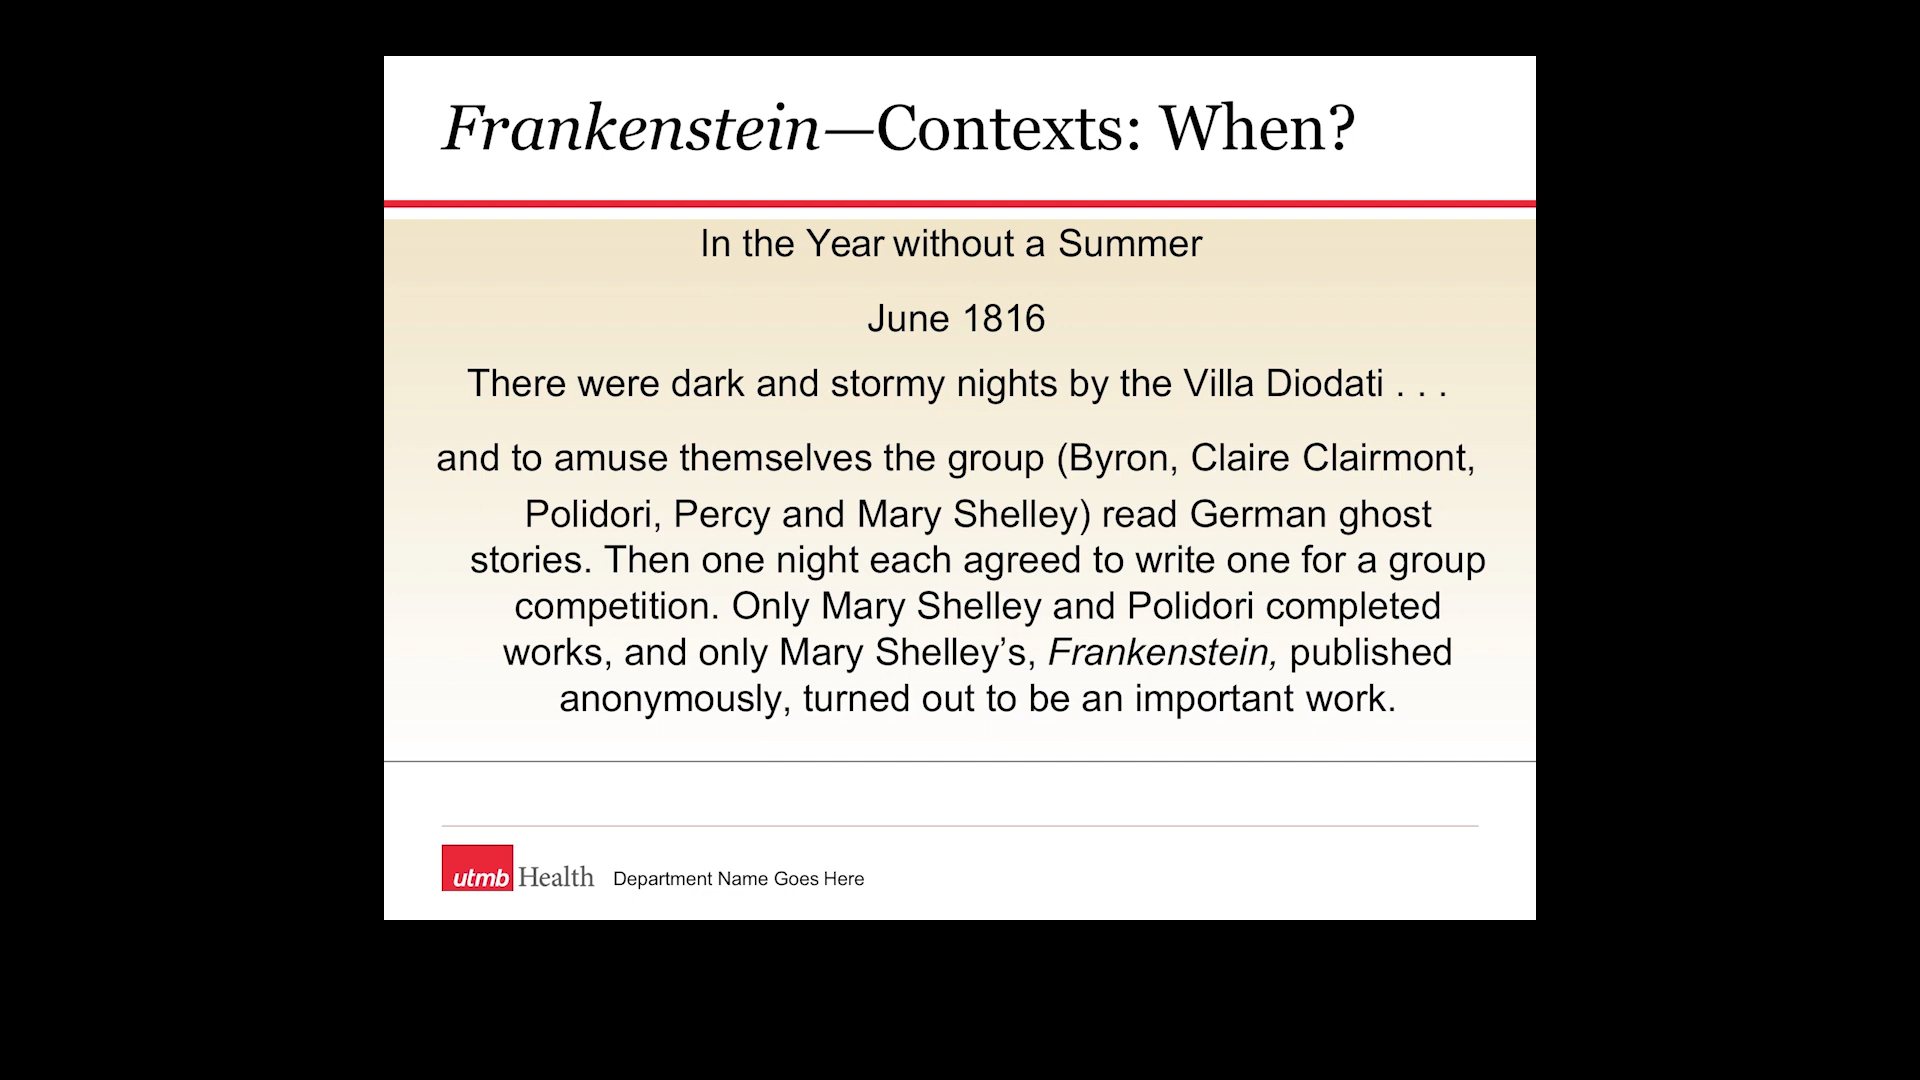 Frankenstein—Contexts: When?
In the Year without a Summer
June 1816
There were dark and stormy nights by the Villa Diodati . . .
and to amuse themselves the group (Byron, Claire Clairmont,
Polidori, Percy and Mary Shelley) read German ghost
stories. Then one night each agreed to write one for a group
competition. Only Mary Shelley and Polidori completed
works, and only Mary Shelley’s, Frankenstein, published
anonymously, turned out to be an important work.
utmb Health Department Name Goes Here